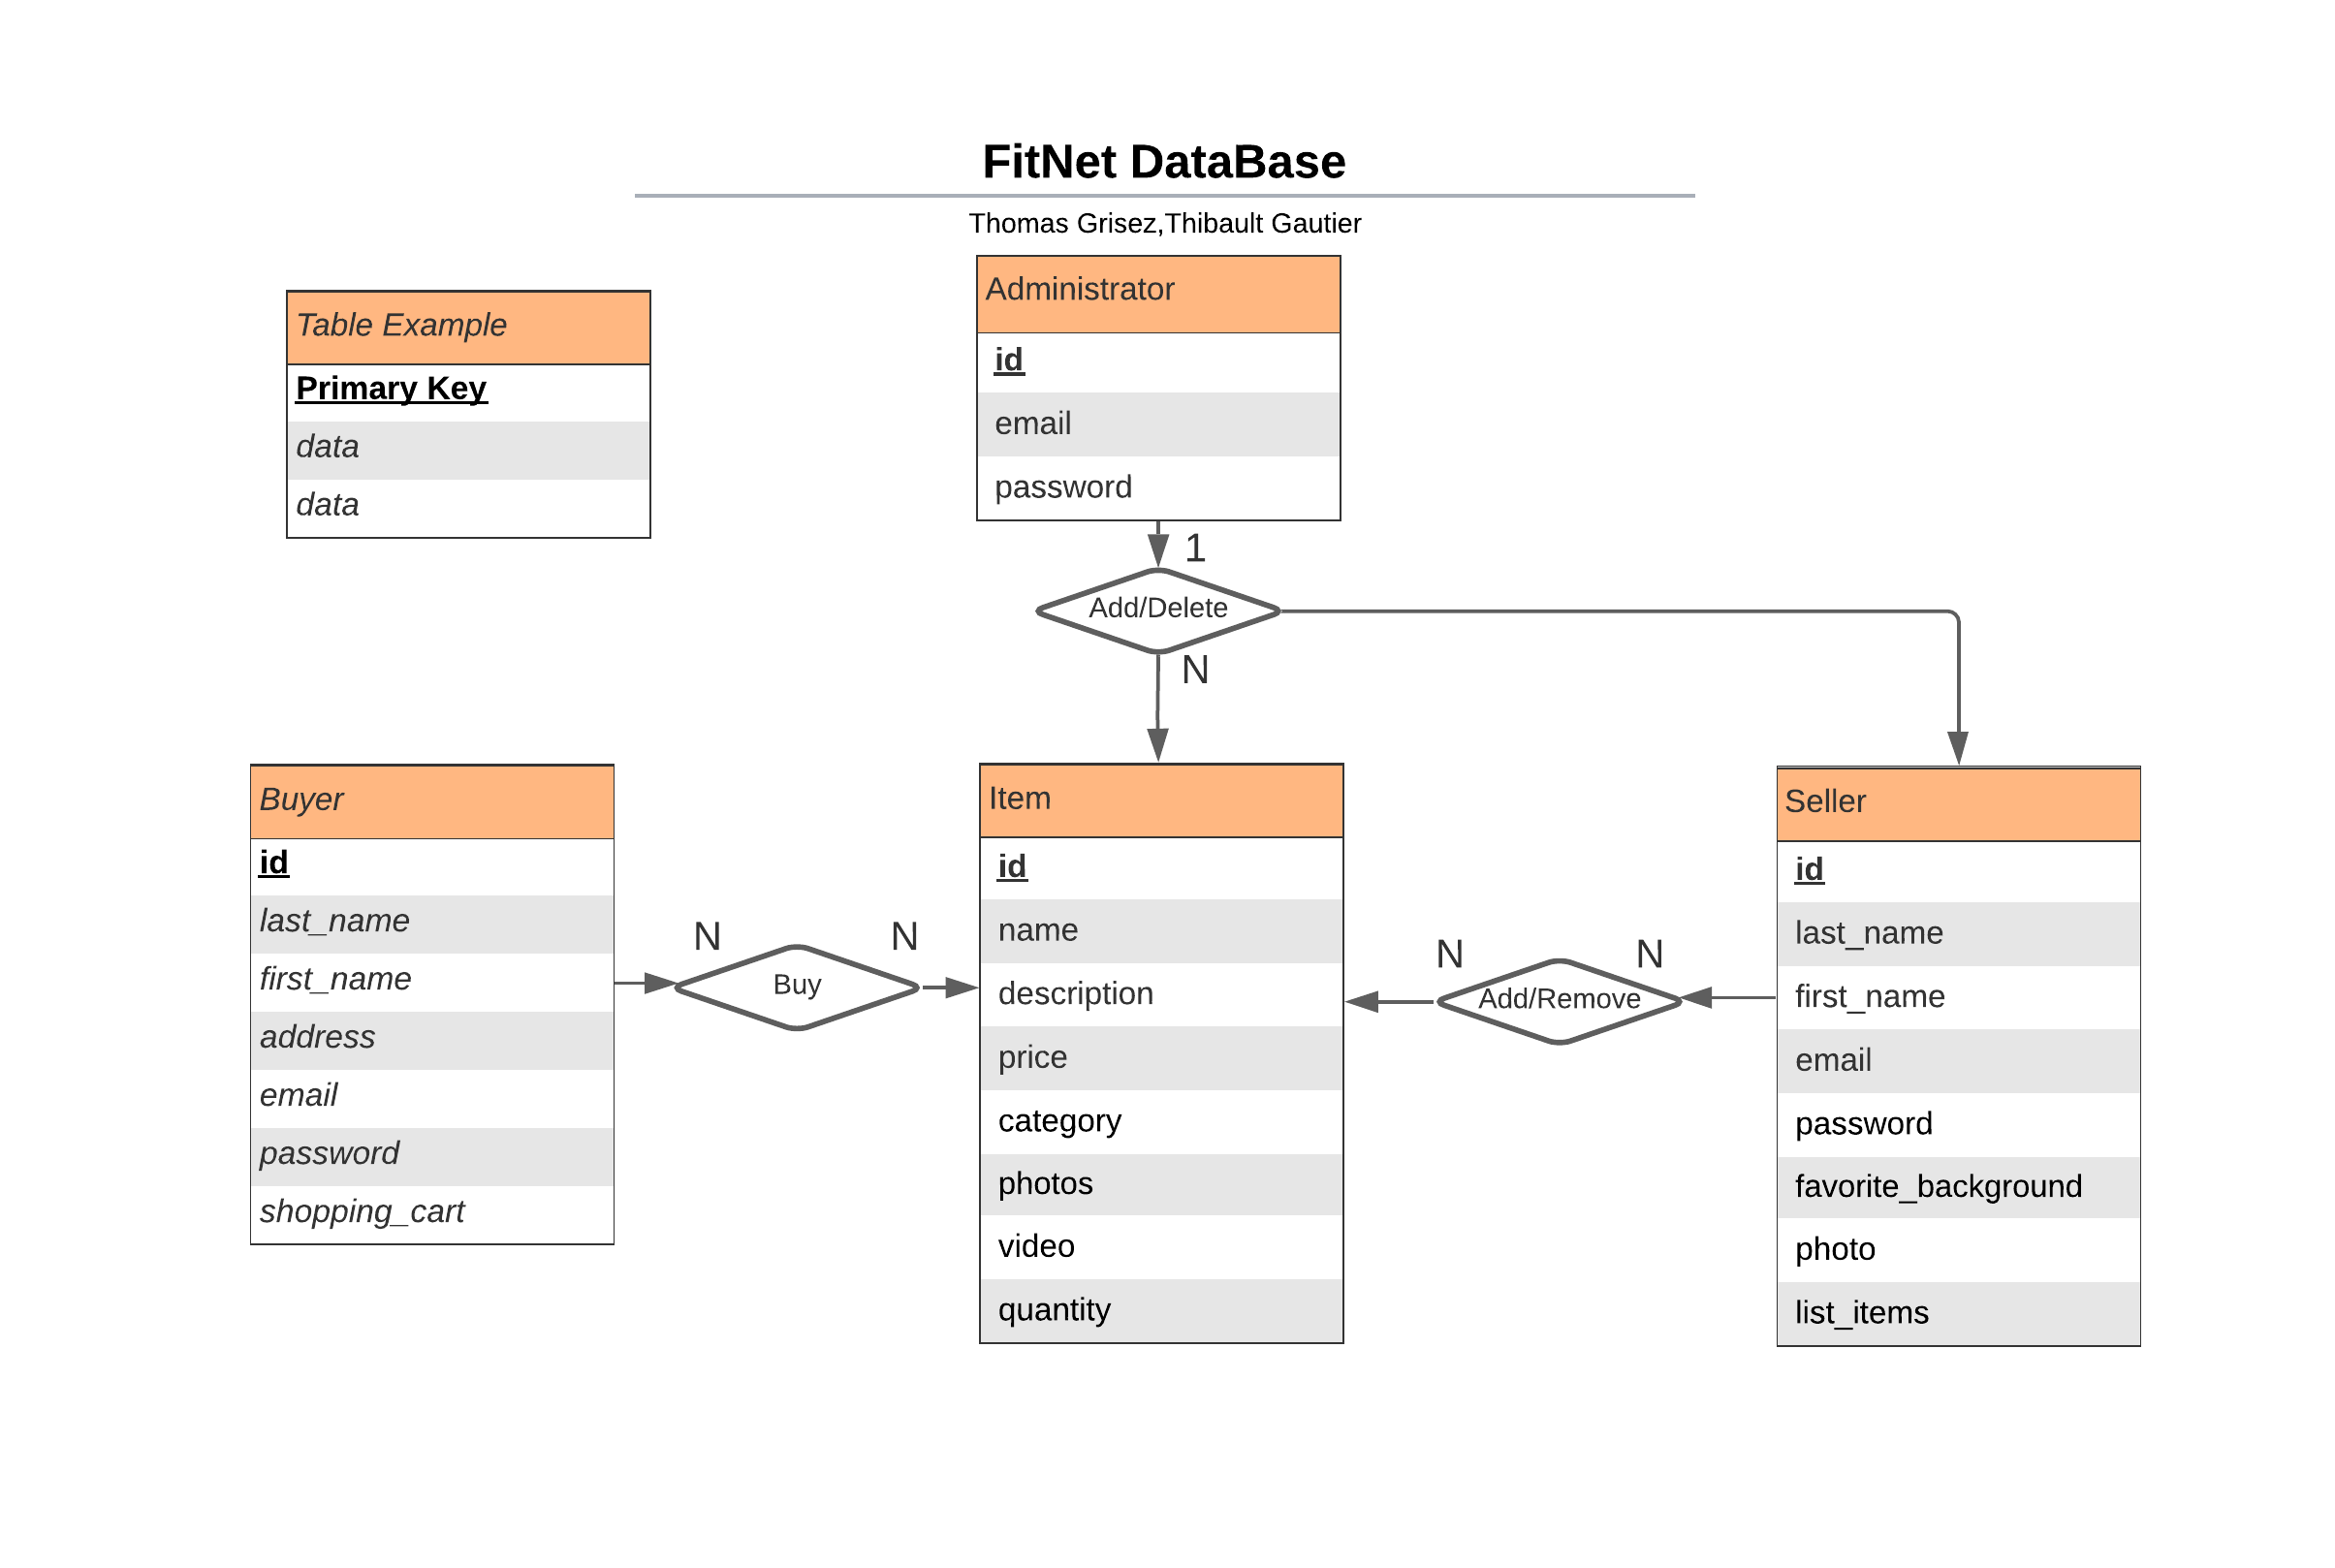 FitNet DataBase
Thomas Grisez,Thibault Gautier
Table Example
Primary Key
data
data
Administrator
id
email
password
1
Add/Delete
N
Buyer
id
last_name
first_name
address
email
password
shopping_cart
N
N
Buy
Item
id
name
description
price
category
photos
video
quantity
N
N
Add/Remove
Seller
id
last_name
first_name
email
password
favorite_background
photo
list_items